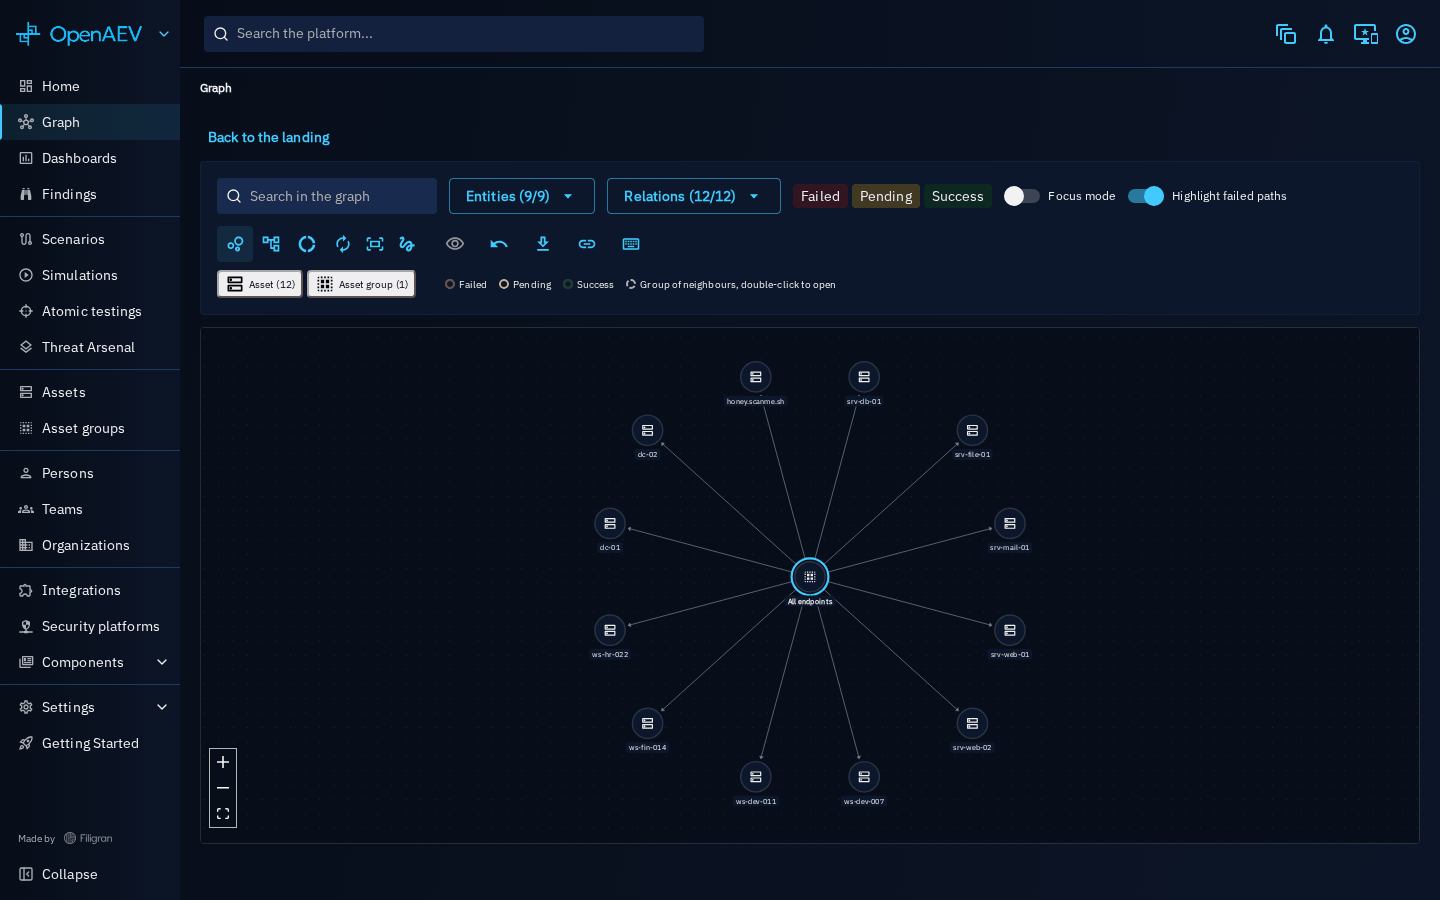 OpenAEV
Search the platform...
Home
Graph
Dashboards
Findings
Scenarios
Simulations
Atomic testings
Threat Arsenal
Assets
Asset groups
Persons
Teams
Organizations
Integrations
Security platforms
Components
Settings
Getting Started
Made by Filigran
Collapse
Graph
Back to the landing
Search in the graph
Entities (9/9)
Relations (12/12)
Failed
Pending
Success
Focus mode
Highlight failed paths
Asset (12)
Asset group (1)
Failed
Pending
Success
Group of neighbours, double-click to open
honey.scanme.sh
srv-db-01
dc-02
srv-file-01
dc-01
srv-mail-01
All endpoints
ws-hr-022
srv-web-01
ws-fin-014
srv-web-02
ws-dev-011
ws-dev-007